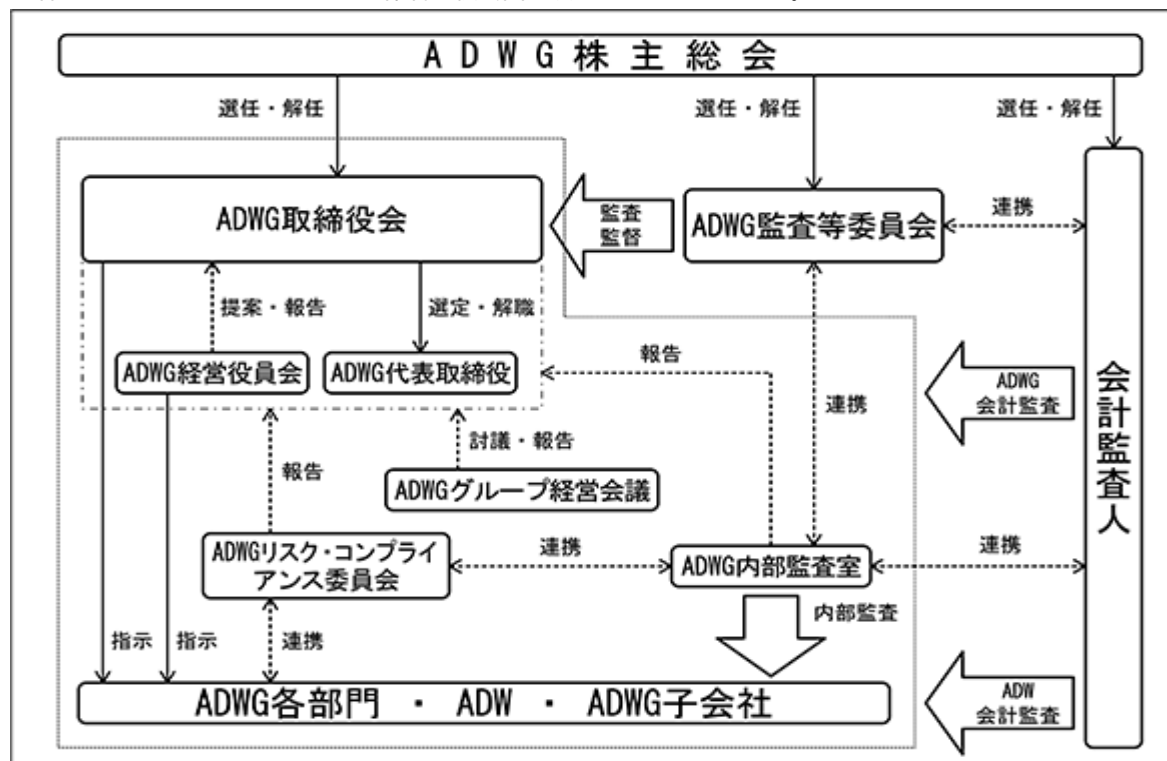 ADWG株主総会
選任・解任
選任・解任
選任・解任
ADWG取締役会
監査
監督
ADWG監査等委員会
連携
提案・報告
選定・解職
ADWG経営役員会
ADWG代表取締役
報告
連携
ADWG
会計監査
会計監査人
報告
討議・報告
ADWGグループ経営会議
ADWGリスク・コンプライ
アンス委員会
連携
ADWG内部監査室
連携
指示
指示
連携
内部監査
ADWG各部門 ・ ADW ・ ADWG子会社
ADW
会計監査